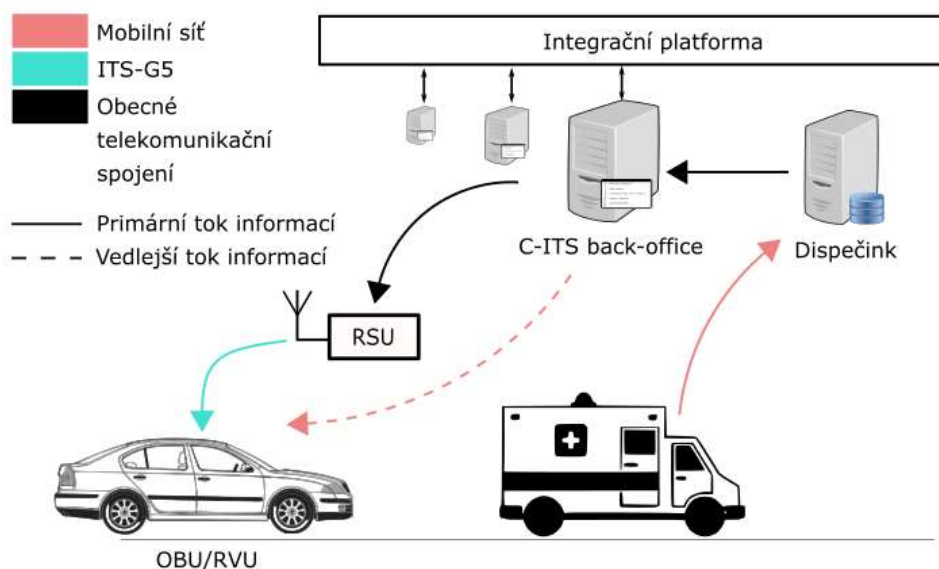 Mobilní síť
ITS-G5
Obecné
telekomunikační
spojení
Primární tok informací
Vedlejší tok informací
Integrační platforma
C-ITS back-office
Dispečink
RSU
OBU/RVU